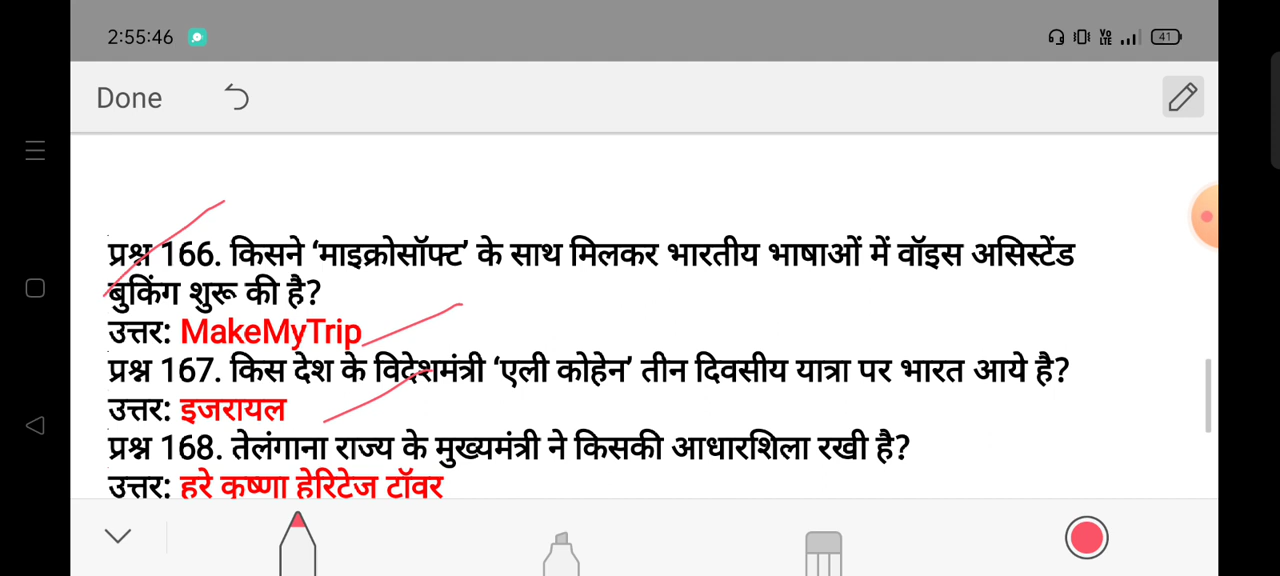 2:55:46
Vo LTE 41
Done
प्रश्न 166. किसने ‘माइक्रोसॉफ्ट’ के साथ मिलकर भारतीय भाषाओं में वॉइस असिस्टेंड
बुकिंग शुरू की है?
उत्तर: MakeMyTrip
प्रश्न 167. किस देश के विदेशमंत्री ‘एली कोहेन’ तीन दिवसीय यात्रा पर भारत आये है?
उत्तर: इजरायल
प्रश्न 168. तेलंगाना राज्य के मुख्यमंत्री ने किसकी आधारशिला रखी है?
उत्तर: हरे कृष्णा हेरिटेज टॉवर